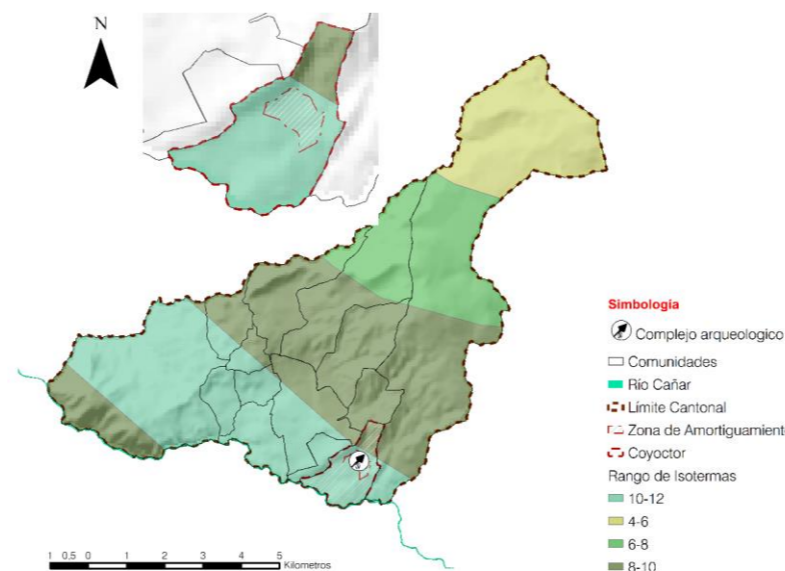 N
Simbología
Complejo arqueologico
Comunidades
Río Cañar
Límite Cantonal
Zona de Amortiguamiento
Coyoctor
Rango de Isotermas
10-12
4-6
6-8
8-10
1 0,5 0 1 2 3 4 5
Kilometros